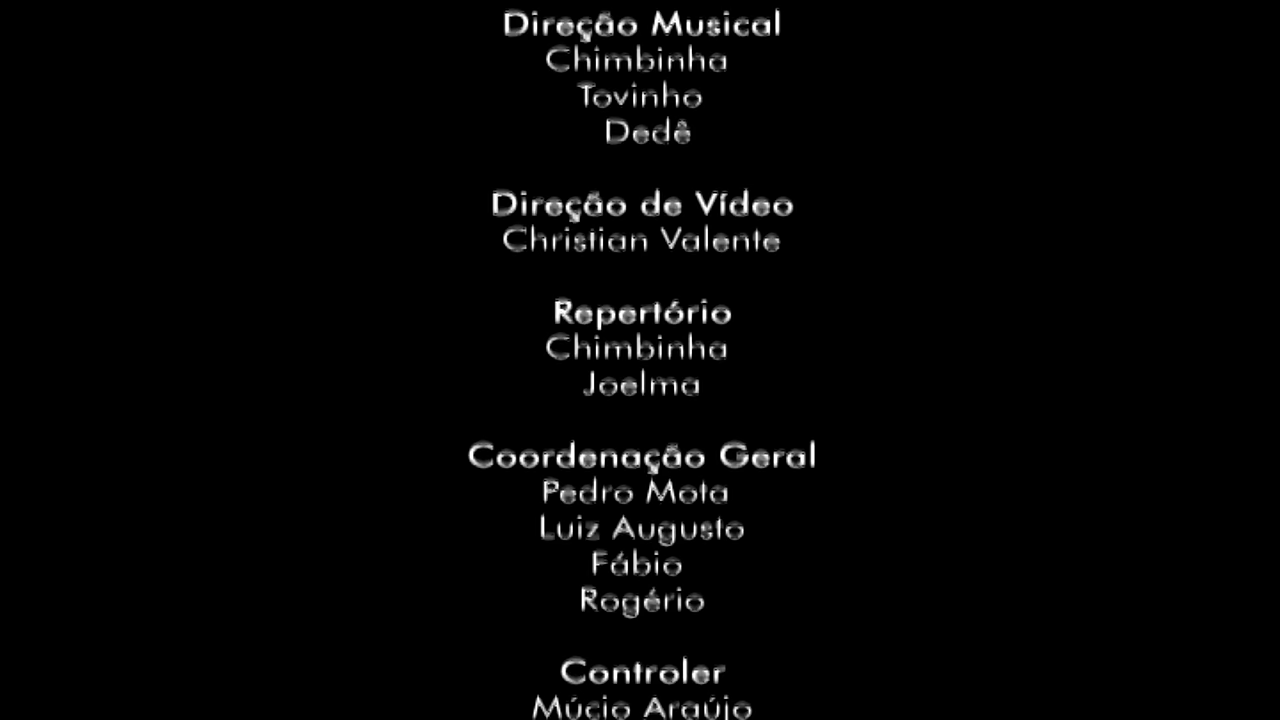 Direção Musical
Chimbinha
Tovinho
Dedê
Direção de Vídeo
Christian Valente
Repertório
Chimbinha
Joelma
Coordenação Geral
Pedro Mota
Luiz Augusto
Fábio
Rogério
Controler
Múcio Araújo